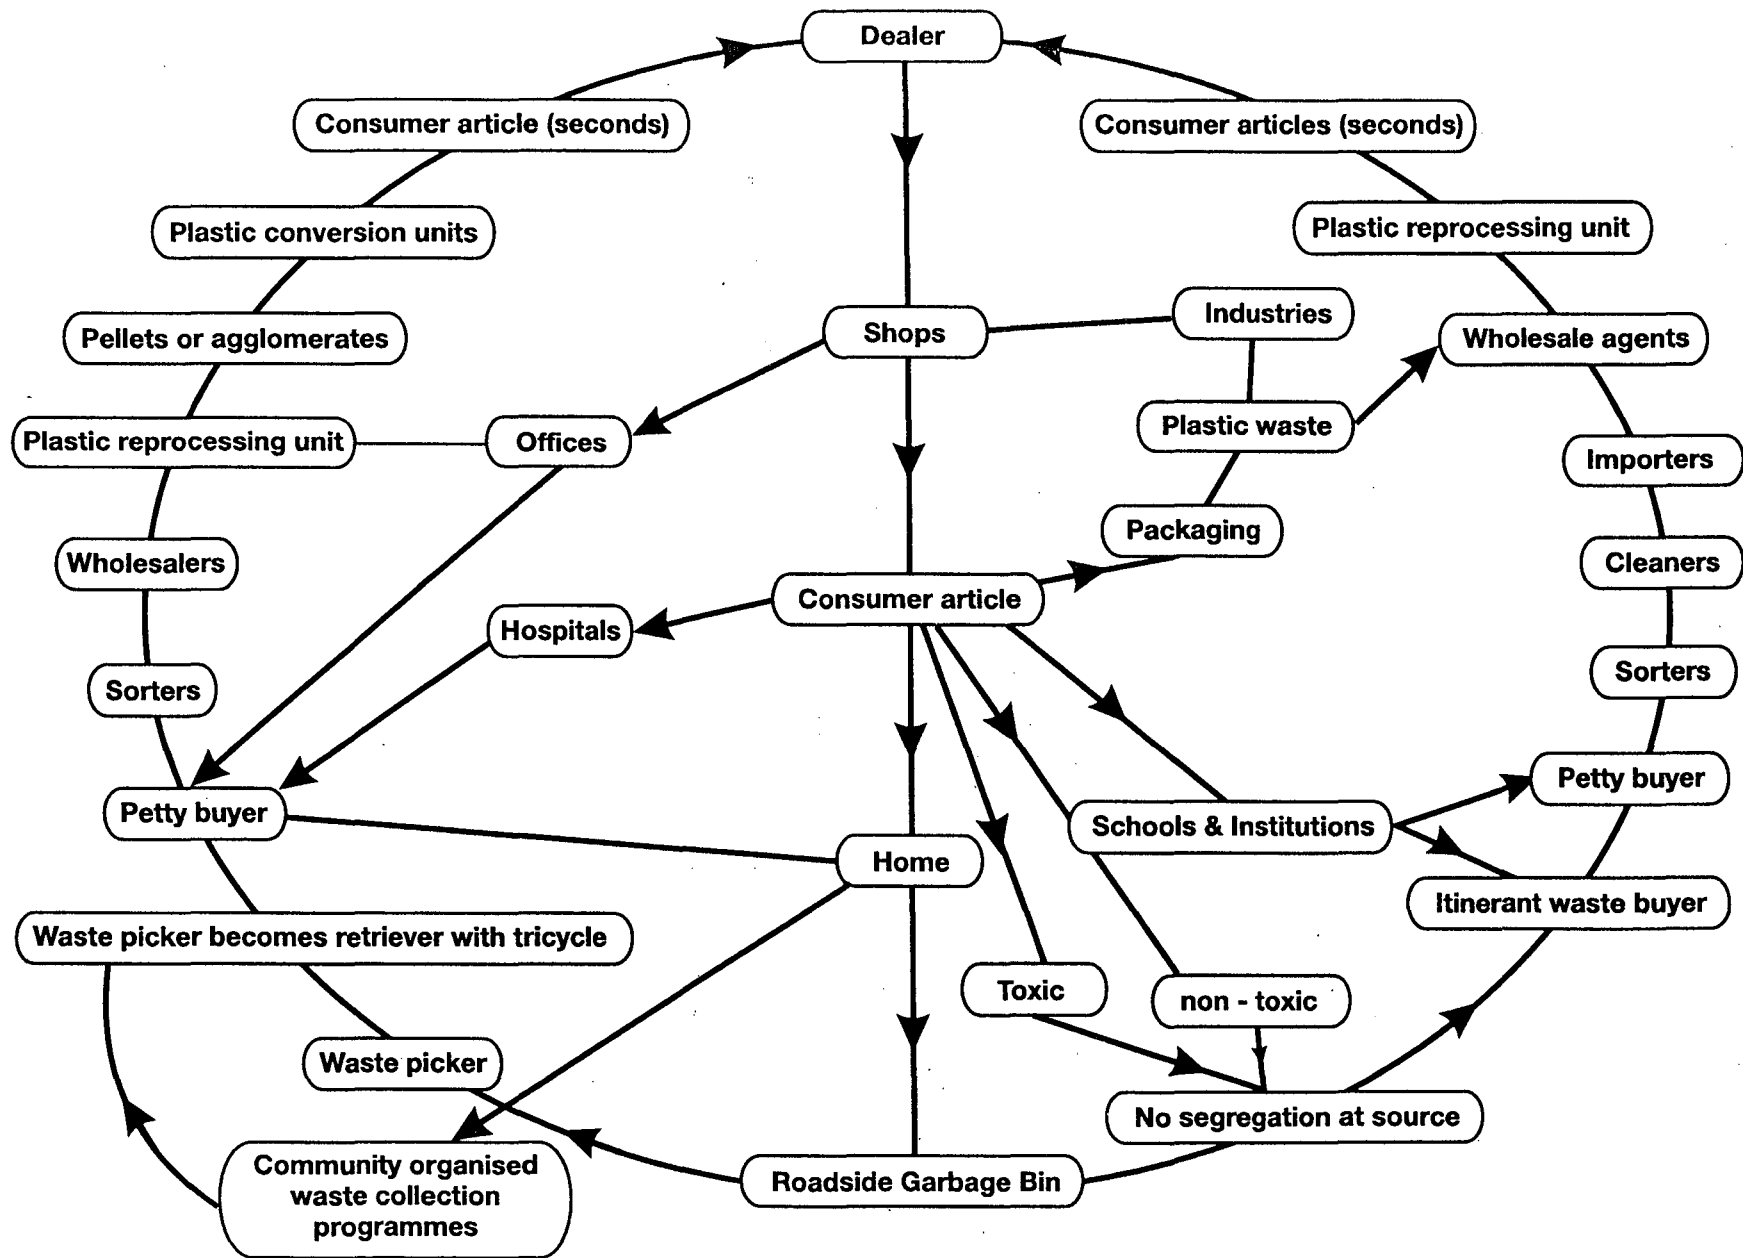 Dealer
Consumer article (seconds)
Consumer articles (seconds)
Plastic conversion units
Plastic reprocessing unit
Industries
Shops
Pellets or agglomerates
Wholesale agents
Plastic waste
Plastic reprocessing unit
Offices
Importers
Packaging
Wholesalers
Cleaners
Consumer article
Hospitals
Sorters
Sorters
Petty buyer
Petty buyer
Schools & Institutions
Home
Itinerant waste buyer
Waste picker becomes retriever with tricycle
Toxic
non - toxic
Waste picker
No segregation at source
Community organised
waste collection
programmes
Roadside Garbage Bin